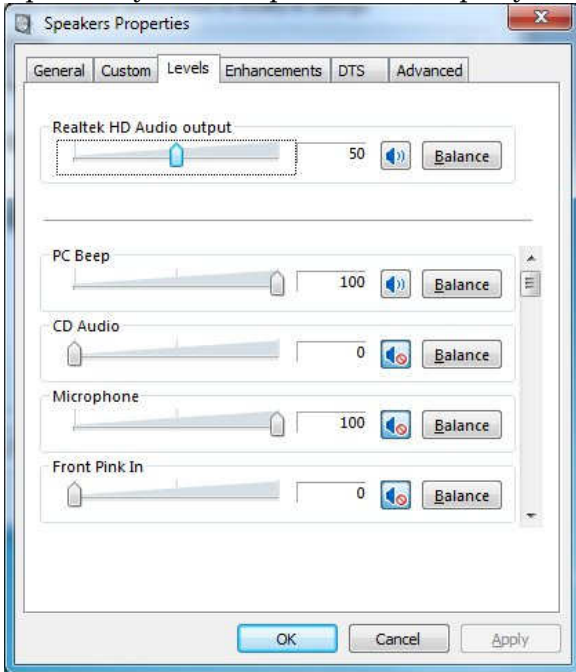 Speakers Properties
General Custom Levels Enhancements DTS Advanced
Realtek HD Audio output
50 Balance
PC Beep
100 Balance
CD Audio
0 Balance
Microphone
100 Balance
Front Pink In
0 Balance
OK Cancel Apply